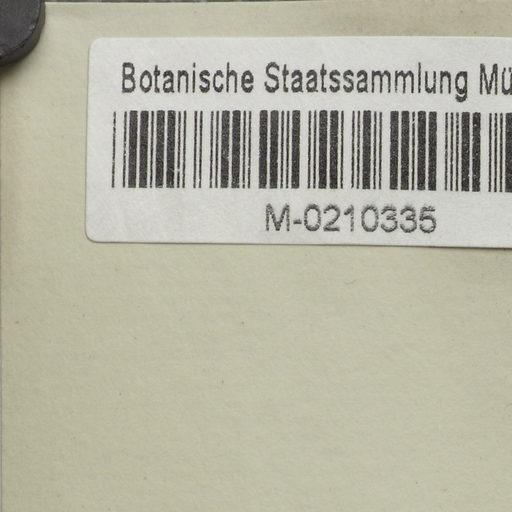 Botanische Staatssammlung Mü
M-0210335